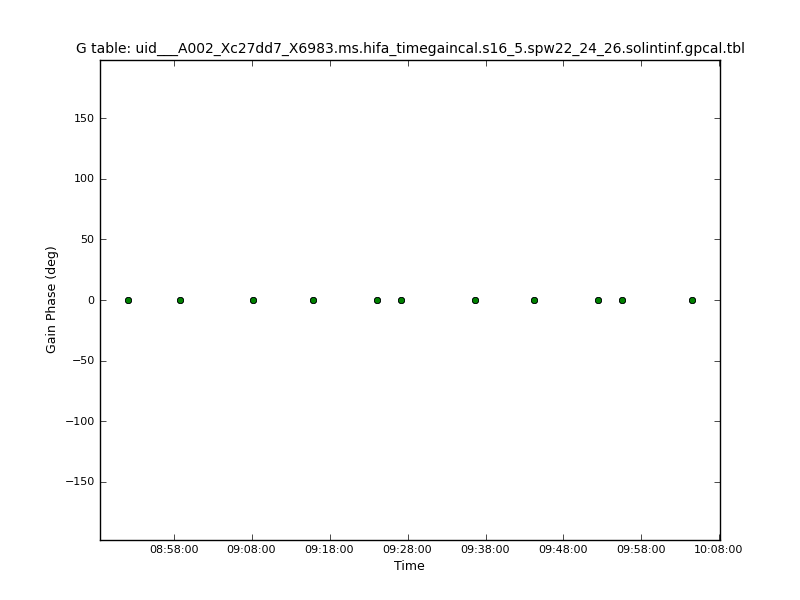 G table: uid___A002_Xc27dd7_X6983.ms.hifa_timegaincal.s16_5.spw22_24_26.solintinf.gpcal.tbl
150
100
50
0
−50
−100
−150
Gain Phase (deg)
08:58:00 09:08:00 09:18:00 09:28:00 09:38:00 09:48:00 09:58:00 10:08:00
Time